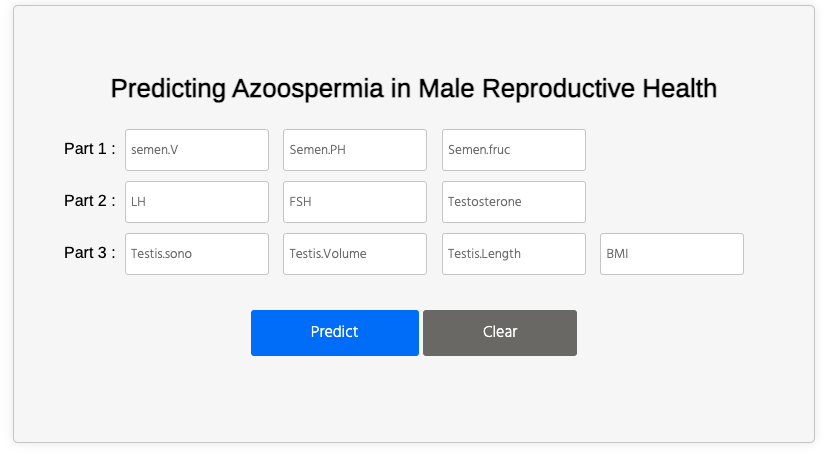 Predicting Azoospermia in Male Reproductive Health
Part 1 : semen.V Semen.PH Semen.fruc
Part 2 : LH FSH Testosterone
Part 3 : Testis.sono Testis.Volume Testis.Length BMI
Predict Clear